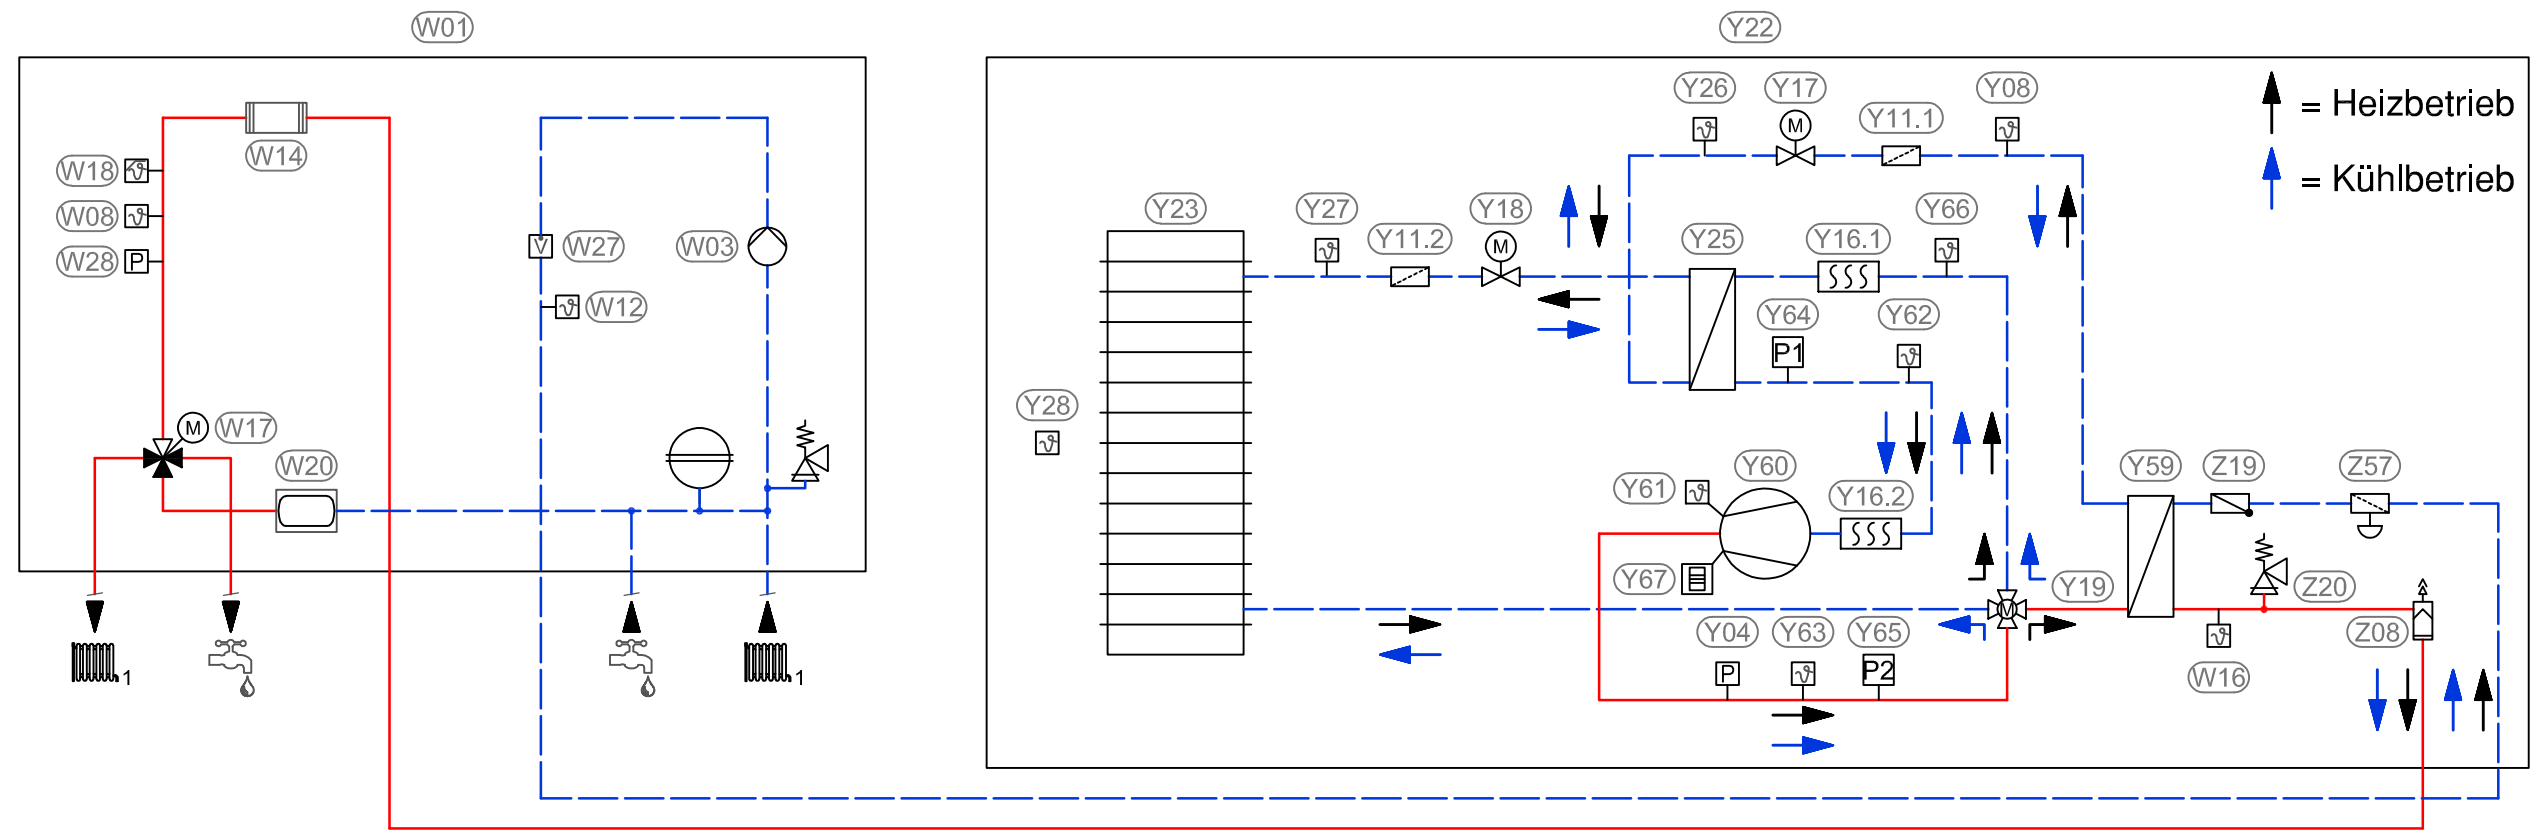 W01
Y22
W14
W18
W08
W28 P
V W27
W03
W12
M W17
W20
1
1
Y26
Y17
Y08
M
Y11.1
= Heizbetrieb
= Kühlbetrieb
Y23
Y27
Y18
Y66
Y11.2
M
Y25
Y16.1
Y64
Y62
P1
Y28
Y61
Y60
Y16.2
Y59
Z19
Z57
Y67
Y19
Z20
M
Y04
Y63
Y65
Z08
P
P2
W16